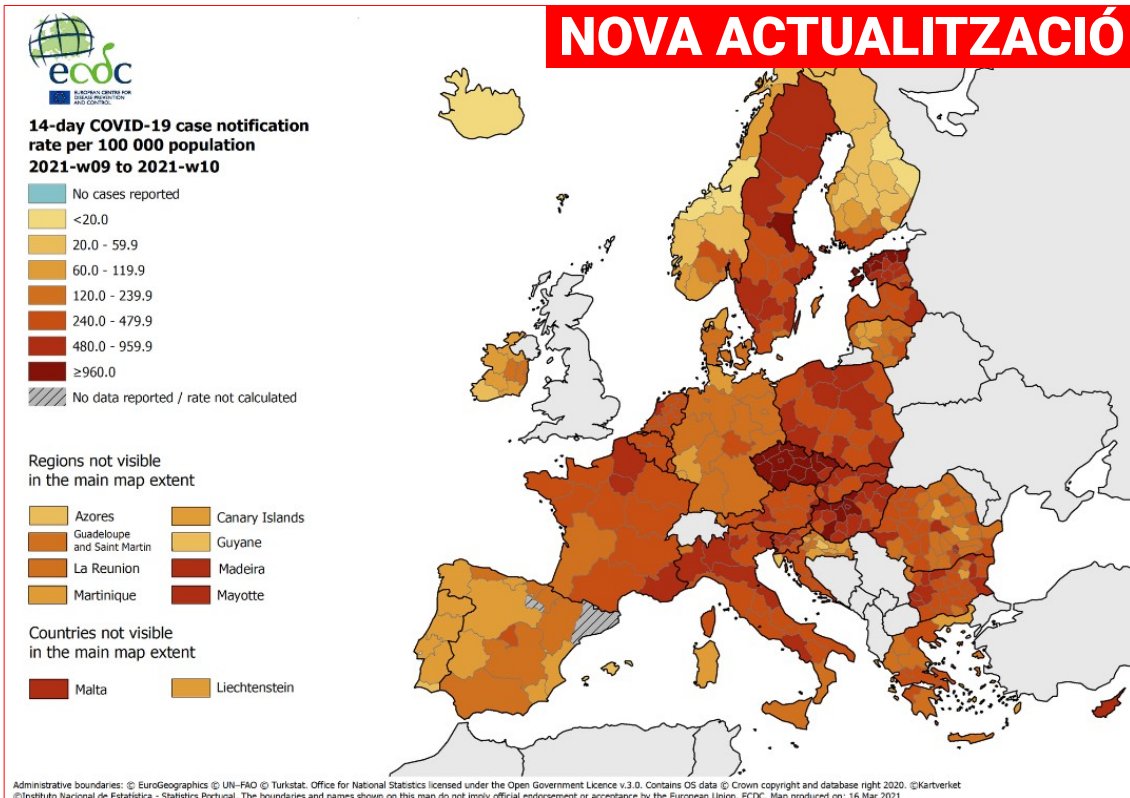 NOVA ACTUALITZACIÓ
ecdc
EUROPEAN CENTRE FOR
DISEASE PREVENTION
AND CONTROL
14-day COVID-19 case notification
rate per 100 000 population
2021-w09 to 2021-w10
No cases reported
<20.0
20.0 - 59.9
60.0 - 119.9
120.0 - 239.9
240.0 - 479.9
480.0 - 959.9
≥960.0
No data reported / rate not calculated
Regions not visible
in the main map extent
Azores
Canary Islands
Guadeloupe
and Saint Martin
Guyane
La Reunion
Madeira
Martinique
Mayotte
Countries not visible
in the main map extent
Malta
Liechtenstein
Administrative boundaries: © EuroGeographics © UN–FAO © Turkstat. Office for National Statistics licensed under the Open Government Licence v.3.0. Contains OS data © Crown copyright and database right 2020. ©Kartverket
©Instituto Nacional de Estatística - Statistics Portugal. The boundaries and names shown on this map do not imply official endorsement or acceptance by the European Union. ECDC. Map produced on: 16 Mar 2021